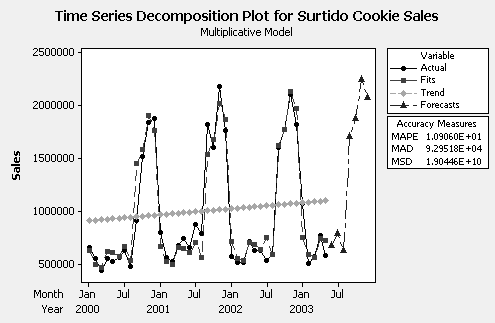 Time Series Decomposition Plot for Surtido Cookie Sales
Multiplicative Model
Variable
Actual
Fits
Trend
Forecasts
Accuracy Measures
MAPE 1.09060E+01
MAD 9.29518E+04
MSD 1.90446E+10
Sales
2500000
2000000
1500000
1000000
500000
Month Jan Jul Jan Jul Jan Jul Jan Jul
Year 2000 2001 2002 2003